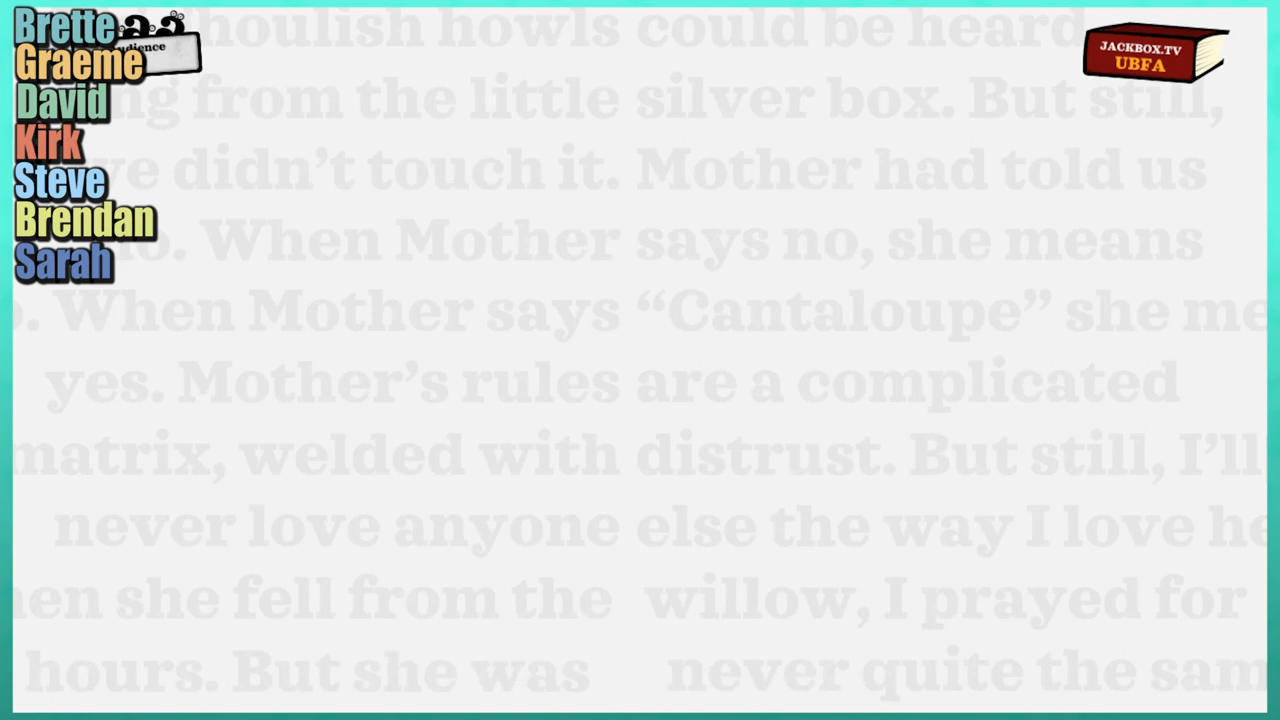 Brette
Graeme
David
Kirk
Steve
Brendan
Sarah
JACKBOX.TV
UBFA
howls could be heard
from the little silver box. But still,
we didn't touch it. Mother had told us
When Mother says no, she means
When Mother says “Cantaloupe” she me
yes. Mother’s rules are a complicated
matrix, welded with distrust. But still, I’ll
never love anyone else the way I love he
she fell from the willow, I prayed for
hours. But she was never quite the sam